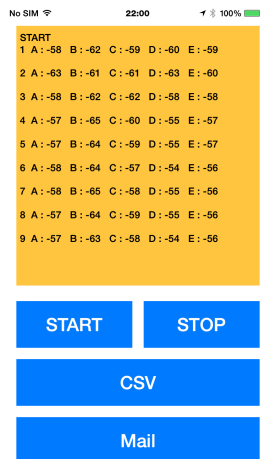 No SIM 22:00 100%
START
1 A : -58 B : -62 C : -59 D : -60 E : -59
2 A : -63 B : -61 C : -61 D : -63 E : -60
3 A : -58 B : -62 C : -62 D : -58 E : -58
4 A : -57 B : -65 C : -60 D : -55 E : -57
5 A : -57 B : -64 C : -59 D : -55 E : -57
6 A : -58 B : -64 C : -57 D : -54 E : -56
7 A : -58 B : -65 C : -58 D : -55 E : -56
8 A : -57 B : -64 C : -59 D : -55 E : -56
9 A : -57 B : -63 C : -58 D : -54 E : -56
START STOP
CSV
Mail